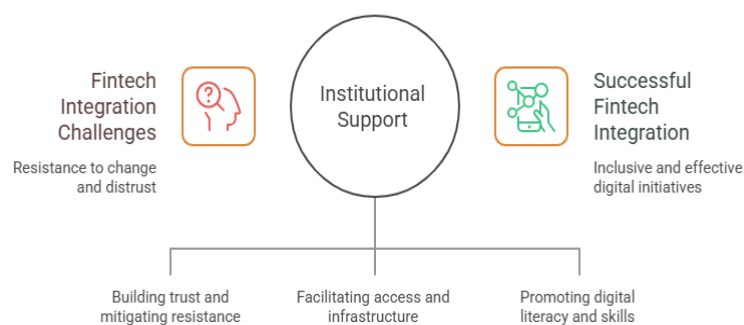 Fintech
Integration
Challenges
Resistance to change
and distrust
Institutional
Support
Successful
Fintech
Integration
Inclusive and effective
digital initiatives
Building trust and
mitigating resistance
Facilitating access and
infrastructure
Promoting digital
literacy and skills